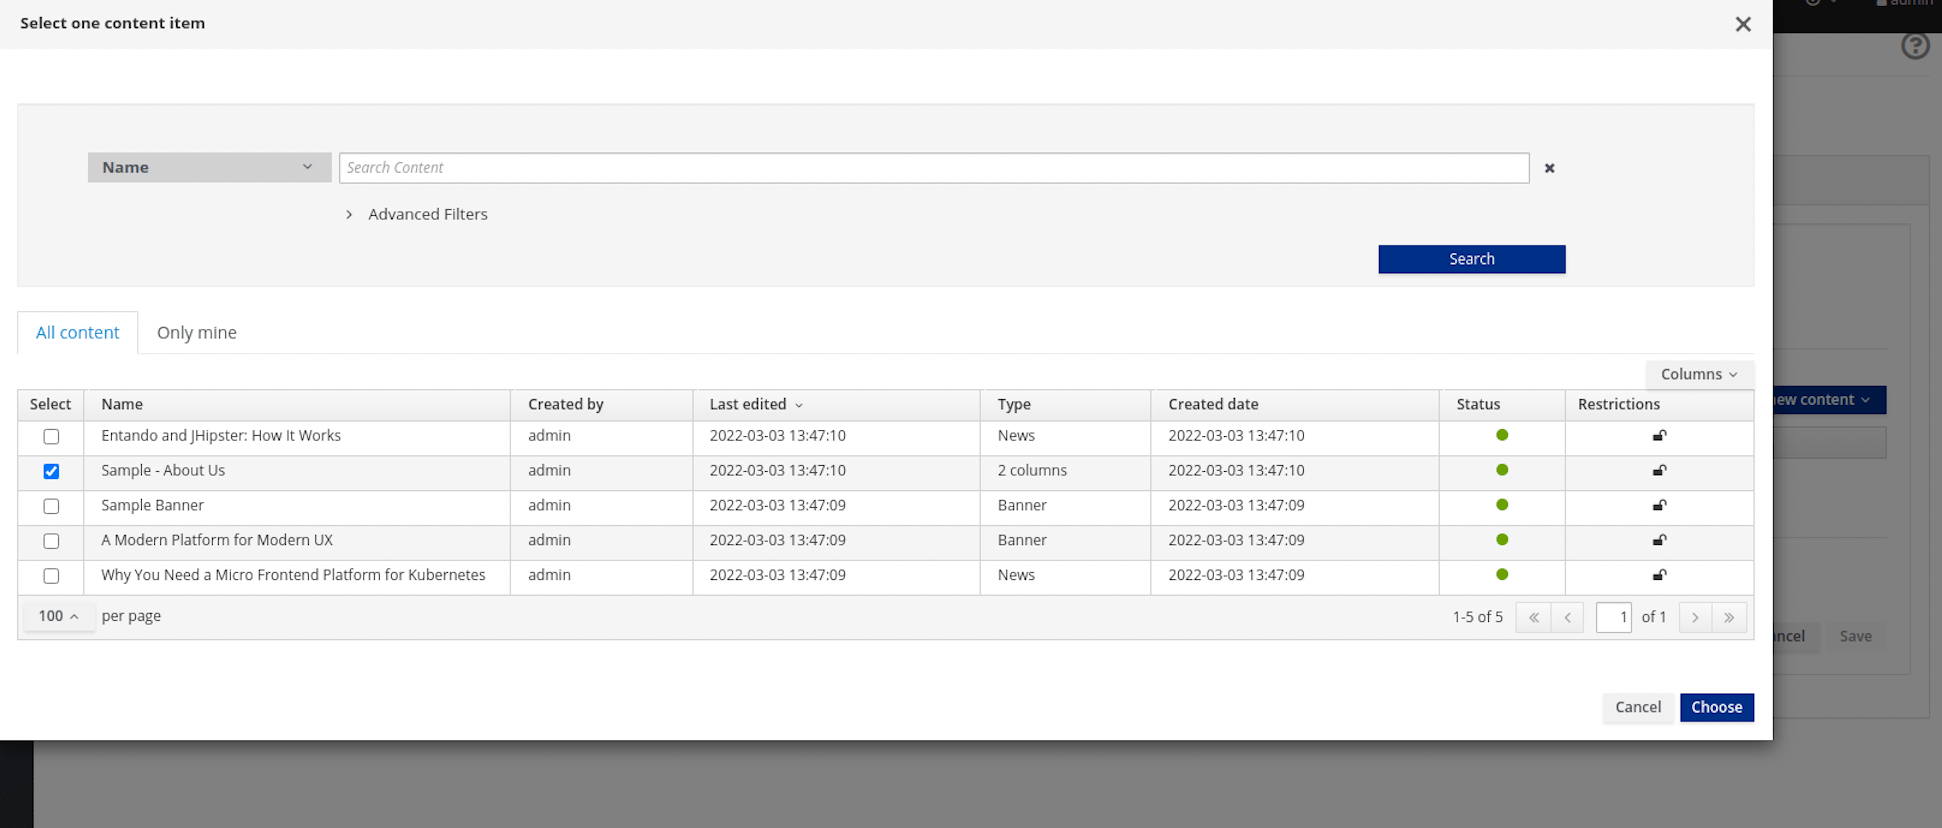 Select one content item
admin
Name
Search Content
Advanced Filters
Search
All content Only mine
Columns
Select Name Created by Last edited Type Created date Status Restrictions
Entando and JHipster: How It Works admin 2022-03-03 13:47:10 News 2022-03-03 13:47:10
Sample - About Us admin 2022-03-03 13:47:10 2 columns 2022-03-03 13:47:10
Sample Banner admin 2022-03-03 13:47:09 Banner 2022-03-03 13:47:09
A Modern Platform for Modern UX admin 2022-03-03 13:47:09 Banner 2022-03-03 13:47:09
Why You Need a Micro Frontend Platform for Kubernetes admin 2022-03-03 13:47:09 News 2022-03-03 13:47:09
100 per page 1-5 of 5 « ‹ 1 of 1 › »
Cancel Choose
ew content
ncel Save